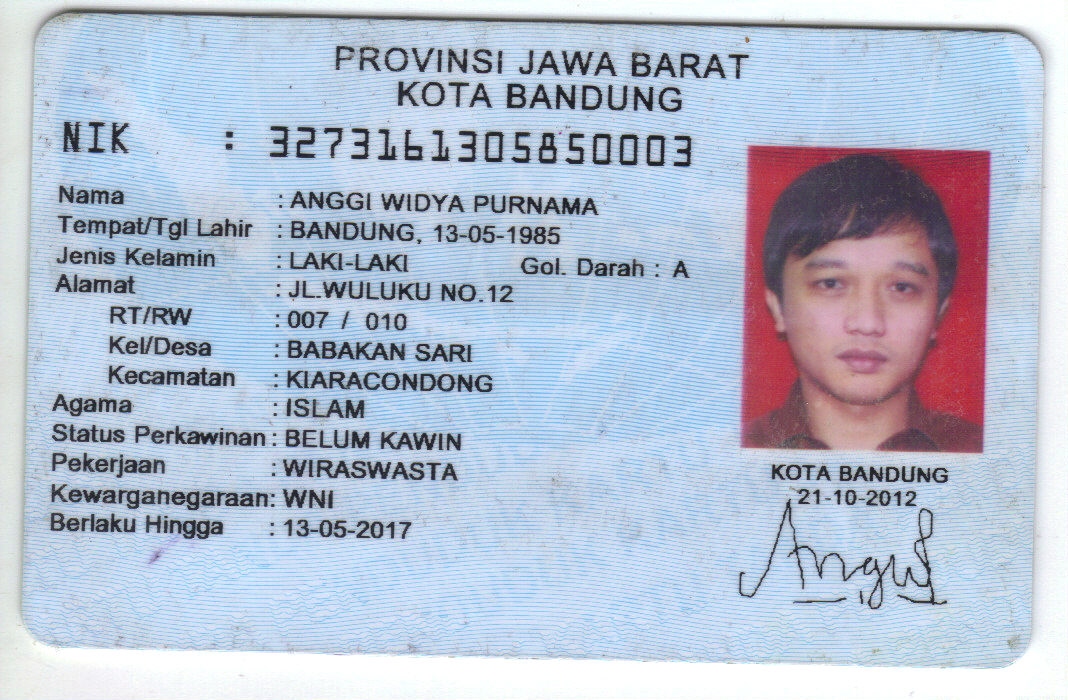 PROVINSI JAWA BARAT
KOTA BANDUNG
NIK : 3273161305850003
Nama : ANGGI WIDYA PURNAMA
Tempat/Tgl Lahir : BANDUNG, 13-05-1985
Jenis Kelamin : LAKI-LAKI Gol. Darah : A
Alamat : JL.WULUKU NO.12
RT/RW : 007 / 010
Kel/Desa : BABAKAN SARI
Kecamatan : KIARACONDONG
Agama : ISLAM
Status Perkawinan : BELUM KAWIN
Pekerjaan : WIRASWASTA
Kewarganegaraan: WNI
Berlaku Hingga : 13-05-2017
KOTA BANDUNG
21-10-2012